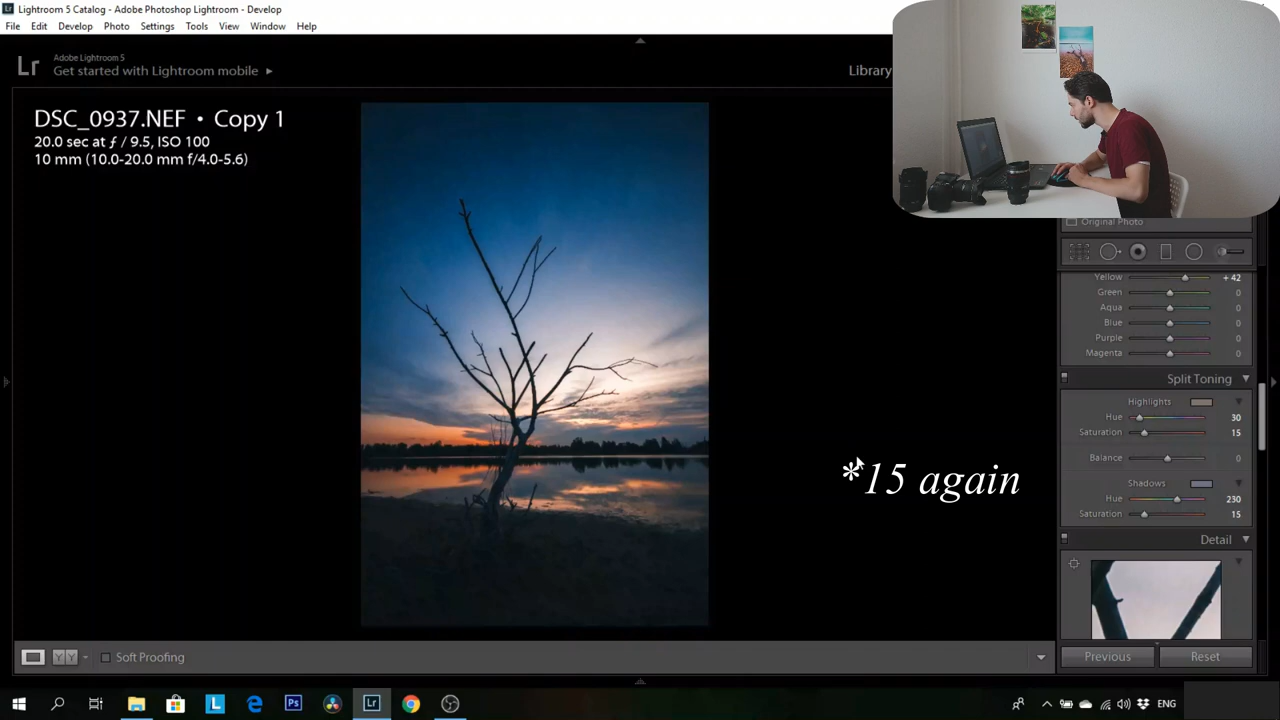 Lightroom 5 Catalog - Adobe Photoshop Lightroom - Develop
File Edit Develop Photo Settings Tools View Window Help
Lr
Adobe Lightroom 5
Get started with Lightroom mobile ▸
Library
DSC_0937.NEF • Copy 1
20.0 sec at ƒ / 9.5, ISO 100
10 mm (10.0-20.0 mm f/4.0-5.6)
Original Photo
Yellow + 42
Green 0
Aqua 0
Blue 0
Purple 0
Magenta 0
Split Toning
Highlights
Hue 30
Saturation 15
Balance 0
Shadows
Hue 230
Saturation 15
*15 again
Detail
Y Y
Soft Proofing
Previous Reset
L
Ps
Lr
ENG